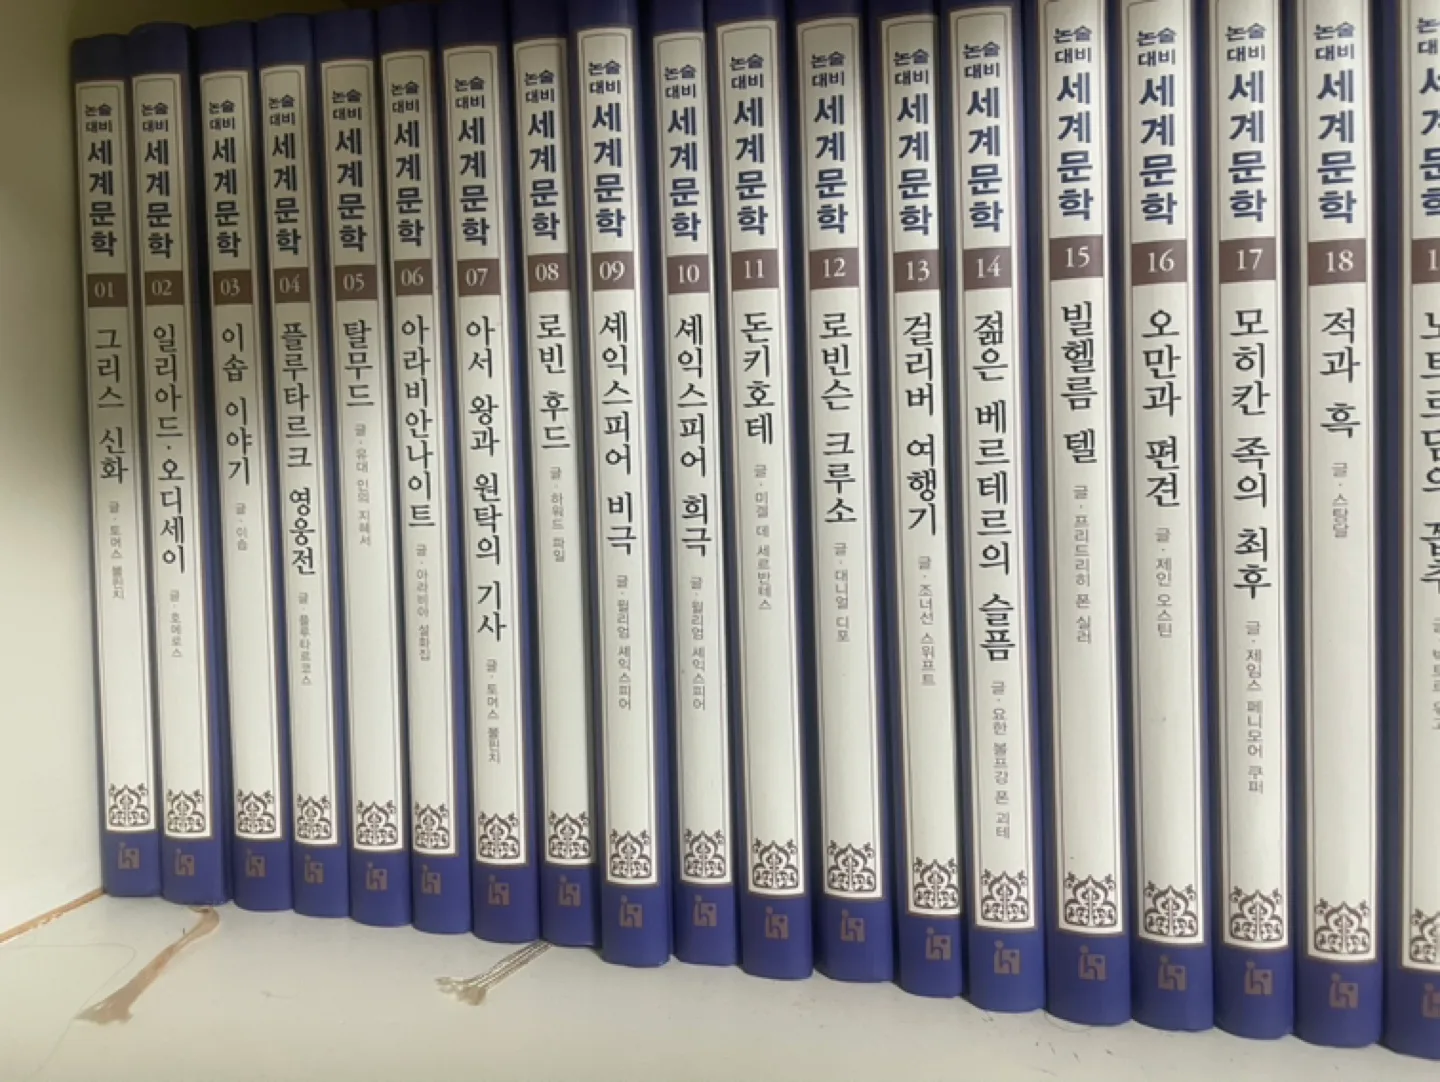 논술
대비
세계문학
01
그리스 신화
글·토머스 불핀치
논술
대비
세계문학
02
일리아드·오디세이
글·호메로스
논술
대비
세계문학
03
이솝 이야기
글·이솝
논술
대비
세계문학
04
플루타르크 영웅전
글·플루타르코스
논술
대비
세계문학
05
탈무드
글·유대 인의 지혜서
논술
대비
세계문학
06
아라비안나이트
글·아라비아 설화집
논술
대비
세계문학
07
아서 왕과 원탁의 기사
글·토머스 불핀치
논술
대비
세계문학
08
로빈 후드
글·하워드 파일
논술
대비
세계문학
09
셰익스피어 비극
글·윌리엄 셰익스피어
논술
대비
세계문학
10
셰익스피어 희극
글·윌리엄 셰익스피어
논술
대비
세계문학
11
돈키호테
글·미겔 데 세르반테스
논술
대비
세계문학
12
로빈슨 크루소
글·대니얼 디포
논술
대비
세계문학
13
걸리버 여행기
글·조너선 스위프트
논술
대비
세계문학
14
젊은 베르테르의 슬픔
글·요한 볼프강 폰 괴테
논술
대비
세계문학
15
빌헬름 텔
글·프리드리히 폰 실러
논술
대비
세계문학
16
오만과 편견
글·제인 오스틴
논술
대비
세계문학
17
모히칸 족의 최후
글·제임스 페니모어 쿠퍼
논술
대비
세계문학
18
적과 흑
글·스탕달